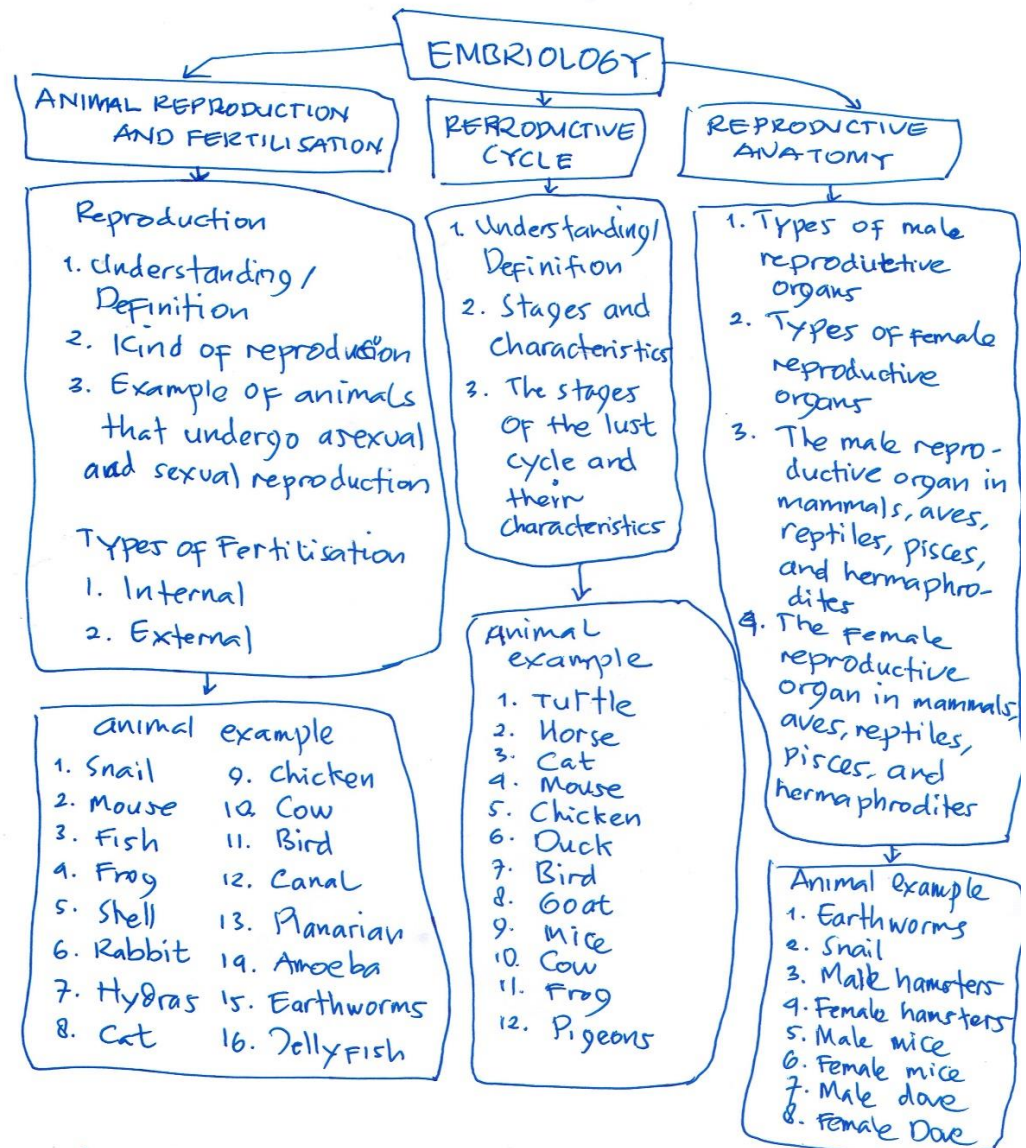 EMBRIOLOGY
ANIMAL REPRODUCTION
AND FERTILISATION
REPRODUCTIVE
CYCLE
REPRODUCTIVE
ANATOMY
Reproduction
1. Understanding/
Definition
2. Kind of reproduction
3. Example of animals
that undergo asexual
and sexual reproduction
Types of Fertilisation
1. Internal
2. External
animal example
1. Snail
2. Mouse
3. Fish
4. Frog
5. Shell
6. Rabbit
7. Hydras
8. Cat
9. Chicken
10. Cow
11. Bird
12. Canal
13. Planarian
14. Amoeba
15. Earthworms
16. Jellyfish
1. Understanding/
Definition
2. Stages and
characteristics
3. The stages
of the lust
cycle and
their
characteristics
Animal
example
1. Turtle
2. Horse
3. Cat
4. Mouse
5. Chicken
6. Duck
7. Bird
8. Goat
9. Mice
10. Cow
11. Frog
12. Pigeons
1. Types of male
reproductive
organs
2. Types of female
reproductive
organs
3. The male repro-
ductive organ in
mammals, aves,
reptiles, pisces,
and hermaphro-
dites
4. The female
reproductive
organ in mammals,
aves, reptiles,
pisces, and
hermaphrodites
Animal example
1. Earthworms
2. Snail
3. Male hamsters
4. Female hamsters
5. Male mice
6. Female mice
7. Male dove
8. Female Dove